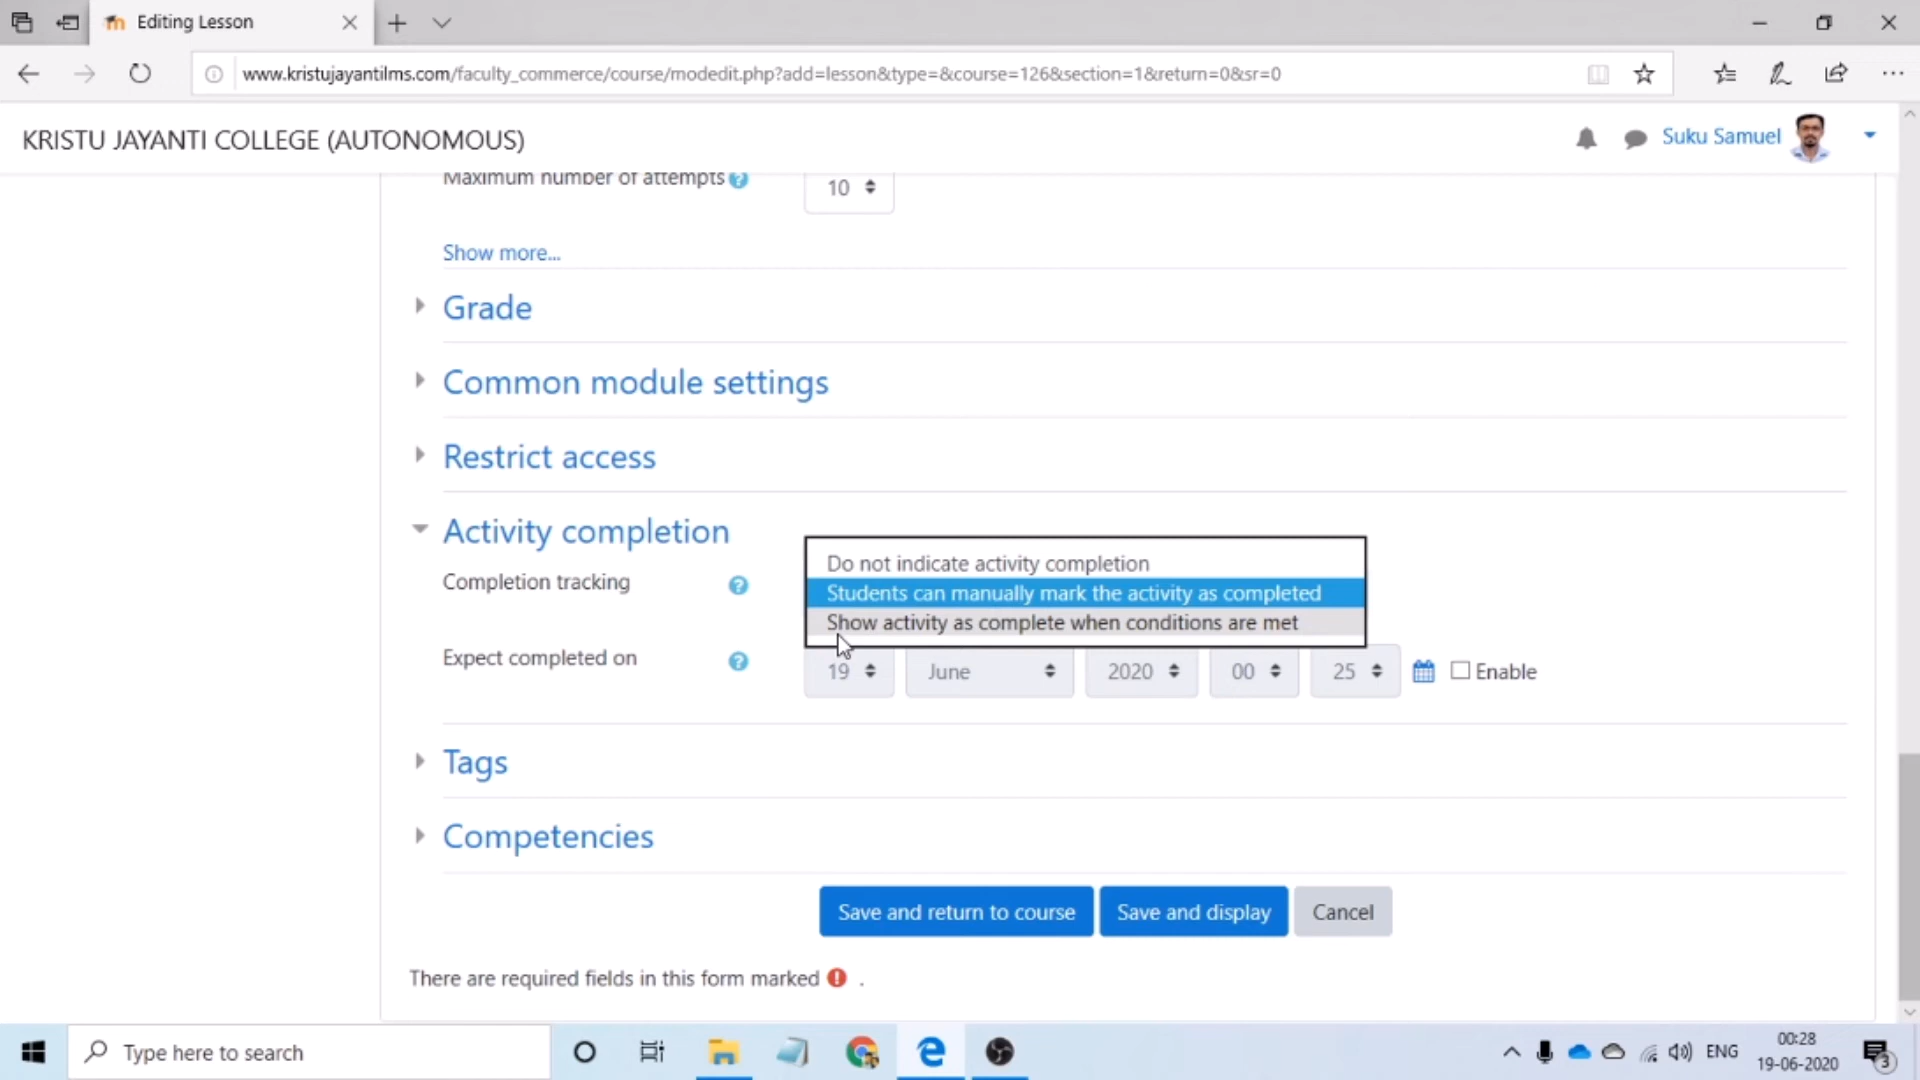 Editing Lesson
www.kristujayantilms.com/faculty_commerce/course/modedit.php?add=lesson&type=&course=126&section=1&return=0&sr=0
KRISTU JAYANTI COLLEGE (AUTONOMOUS)
Suku Samuel
Maximum number of attempts
10
Show more...
Grade
Common module settings
Restrict access
Activity completion
Completion tracking
Do not indicate activity completion
Students can manually mark the activity as completed
Show activity as complete when conditions are met
Expect completed on
19 June 2020 00 25 Enable
Tags
Competencies
Save and return to course Save and display Cancel
There are required fields in this form marked .
Type here to search
ENG
00:28
19-06-2020
3